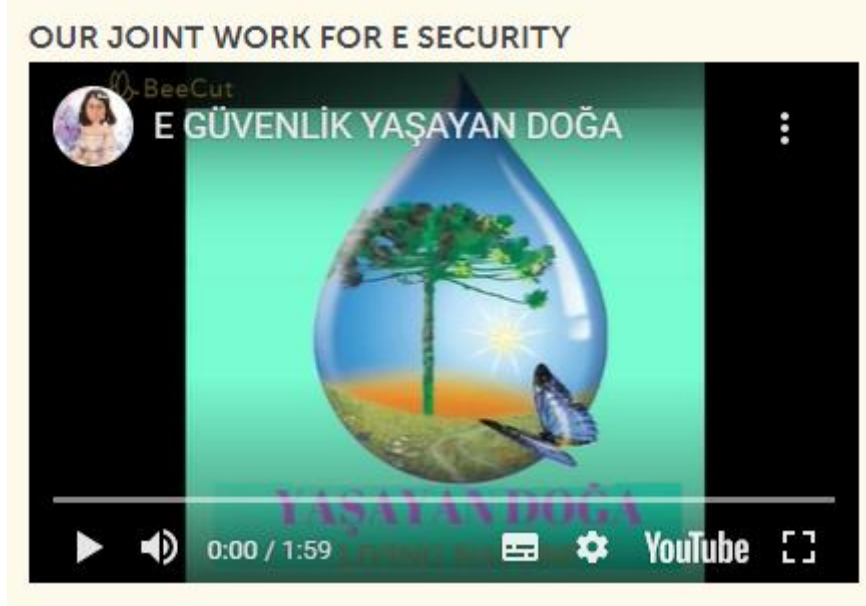 OUR JOINT WORK FOR E SECURITY
BeeCut
E GÜVENLİK YAŞAYAN DOĞA
YAŞAYAN DOĞA
0:00 / 1:59
YouTube